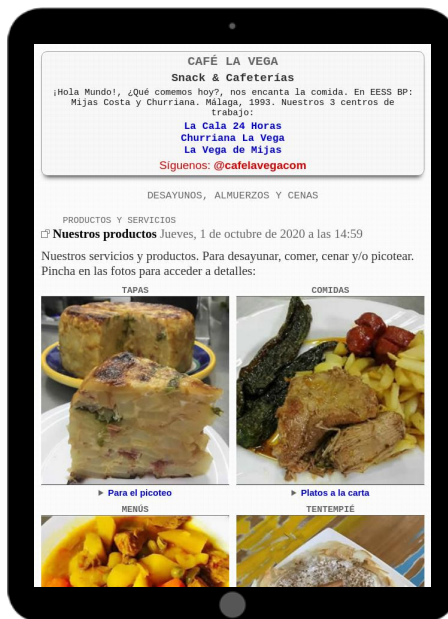 CAFÉ LA VEGA
Snack & Cafeterías
¡Hola Mundo!, ¿Qué comemos hoy?, nos encanta la comida. En EESS BP:
Mijas Costa y Churriana. Málaga, 1993. Nuestros 3 centros de
trabajo:
La Cala 24 Horas
Churriana La Vega
La Vega de Mijas
Síguenos: @cafelavegacom
DESAYUNOS, ALMUERZOS Y CENAS
PRODUCTOS Y SERVICIOS
Nuestros productos Jueves, 1 de octubre de 2020 a las 14:59
Nuestros servicios y productos. Para desayunar, comer, cenar y/o picotear.
Pincha en las fotos para acceder a detalles:
TAPAS
COMIDAS
Para el picoteo
Platos a la carta
MENÚS
TENTEMPIÉ